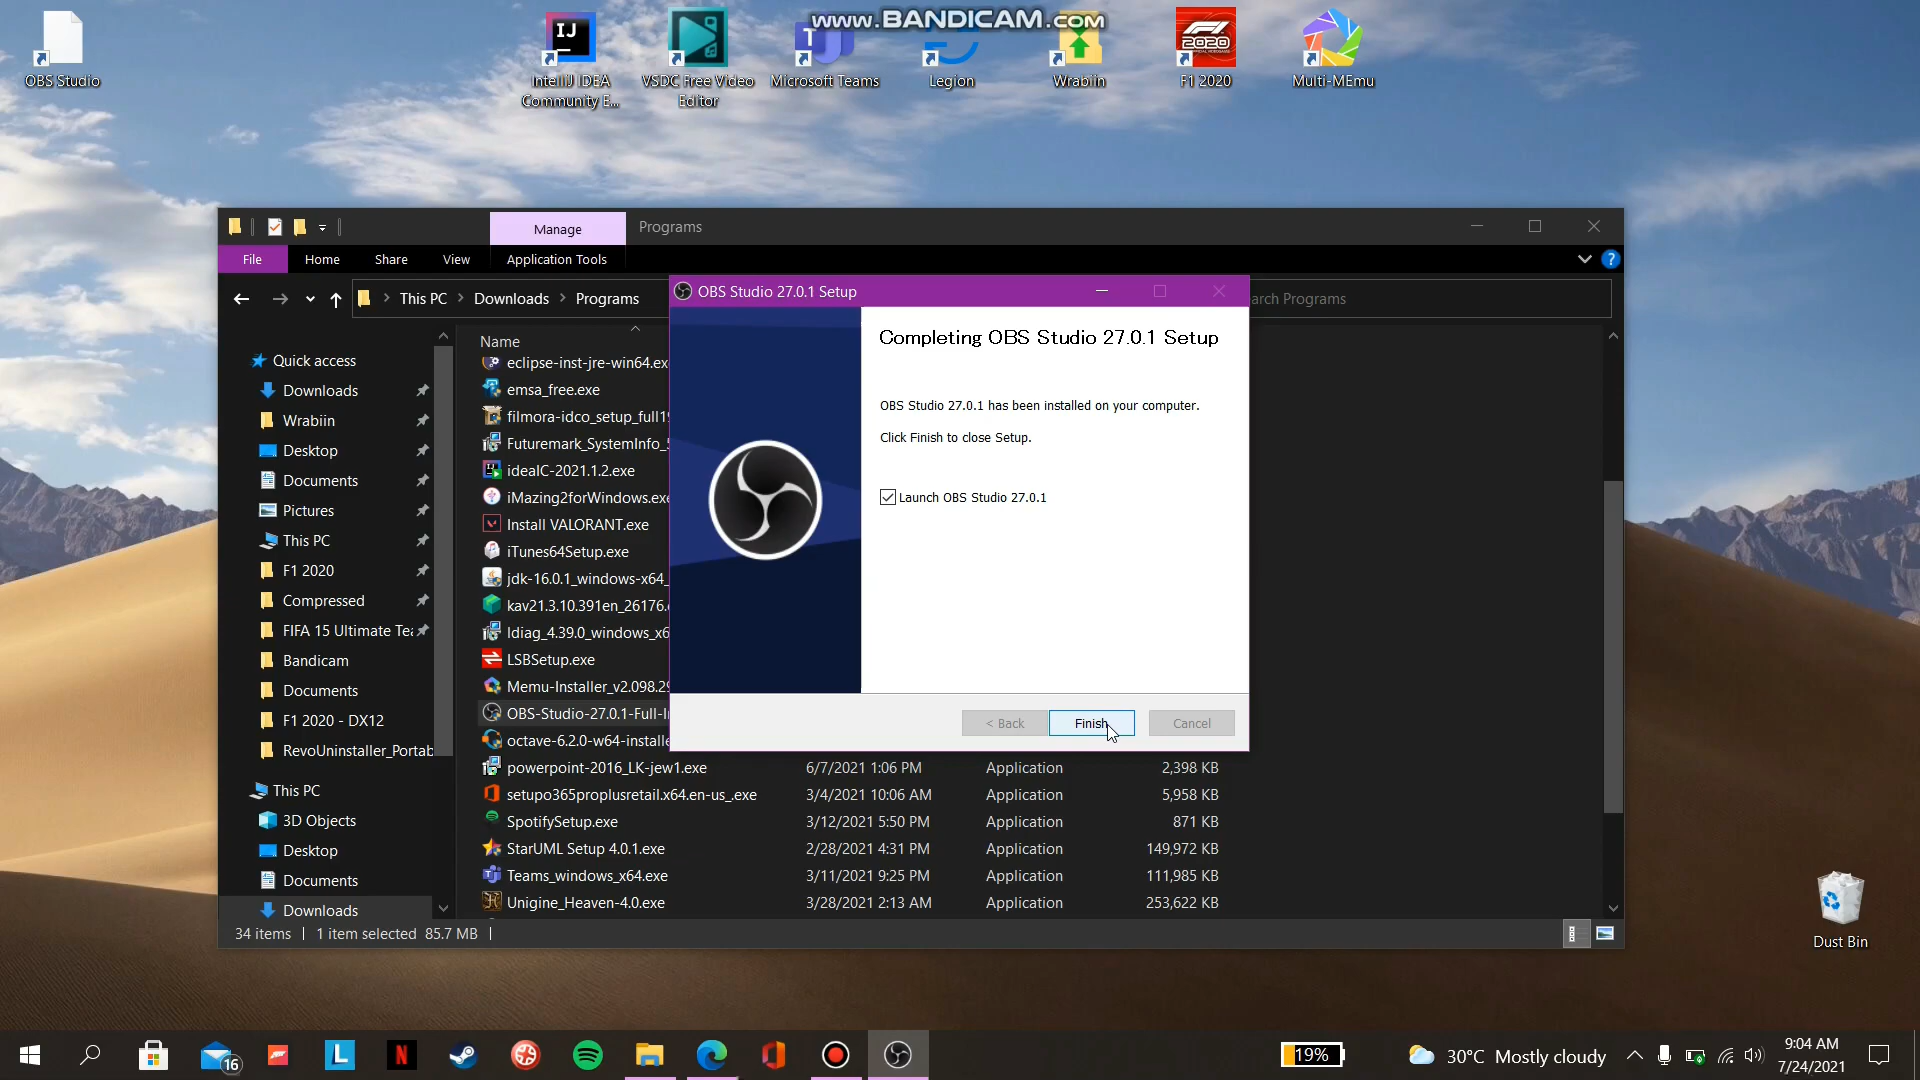 www.BANDICAM.com
OBS Studio
IntelliJ IDEA
Community E...
VSDC Free Video
Editor
Microsoft Teams
Legion
Wrabiin
F1 2020
Multi-MEmu
Manage
Programs
File
Home
Share
View
Application Tools
This PC
Downloads
Programs
arch Programs
OBS Studio 27.0.1 Setup
Completing OBS Studio 27.0.1 Setup
OBS Studio 27.0.1 has been installed on your computer.
Click Finish to close Setup.
Launch OBS Studio 27.0.1
< Back
Finish
Cancel
Quick access
Downloads
Wrabiin
Desktop
Documents
Pictures
This PC
F1 2020
Compressed
FIFA 15 Ultimate Tea
Bandicam
Documents
F1 2020 - DX12
RevoUninstaller_Portab
This PC
3D Objects
Desktop
Documents
Downloads
Name
eclipse-inst-jre-win64.ex
emsa_free.exe
filmora-idco_setup_full1
Futuremark_SystemInfo_5
ideaIC-2021.1.2.exe
iMazing2forWindows.exe
Install VALORANT.exe
iTunes64Setup.exe
jdk-16.0.1_windows-x64_
kav21.3.10.391en_26176.
ldiag_4.39.0_windows_x6
LSBSetup.exe
Memu-Installer_v2.098.29
OBS-Studio-27.0.1-Full-I
octave-6.2.0-w64-installe
powerpoint-2016_LK-jew1.exe 6/7/2021 1:06 PM Application 2,398 KB
setupo365proplusretail.x64.en-us_.exe 3/4/2021 10:06 AM Application 5,958 KB
SpotifySetup.exe 3/12/2021 5:50 PM Application 871 KB
StarUML Setup 4.0.1.exe 2/28/2021 4:31 PM Application 149,972 KB
Teams_windows_x64.exe 3/11/2021 9:25 PM Application 111,985 KB
Unigine_Heaven-4.0.exe 3/28/2021 2:13 AM Application 253,622 KB
34 items
1 item selected 85.7 MB
Dust Bin
16
19%
30°C Mostly cloudy
9:04 AM
7/24/2021